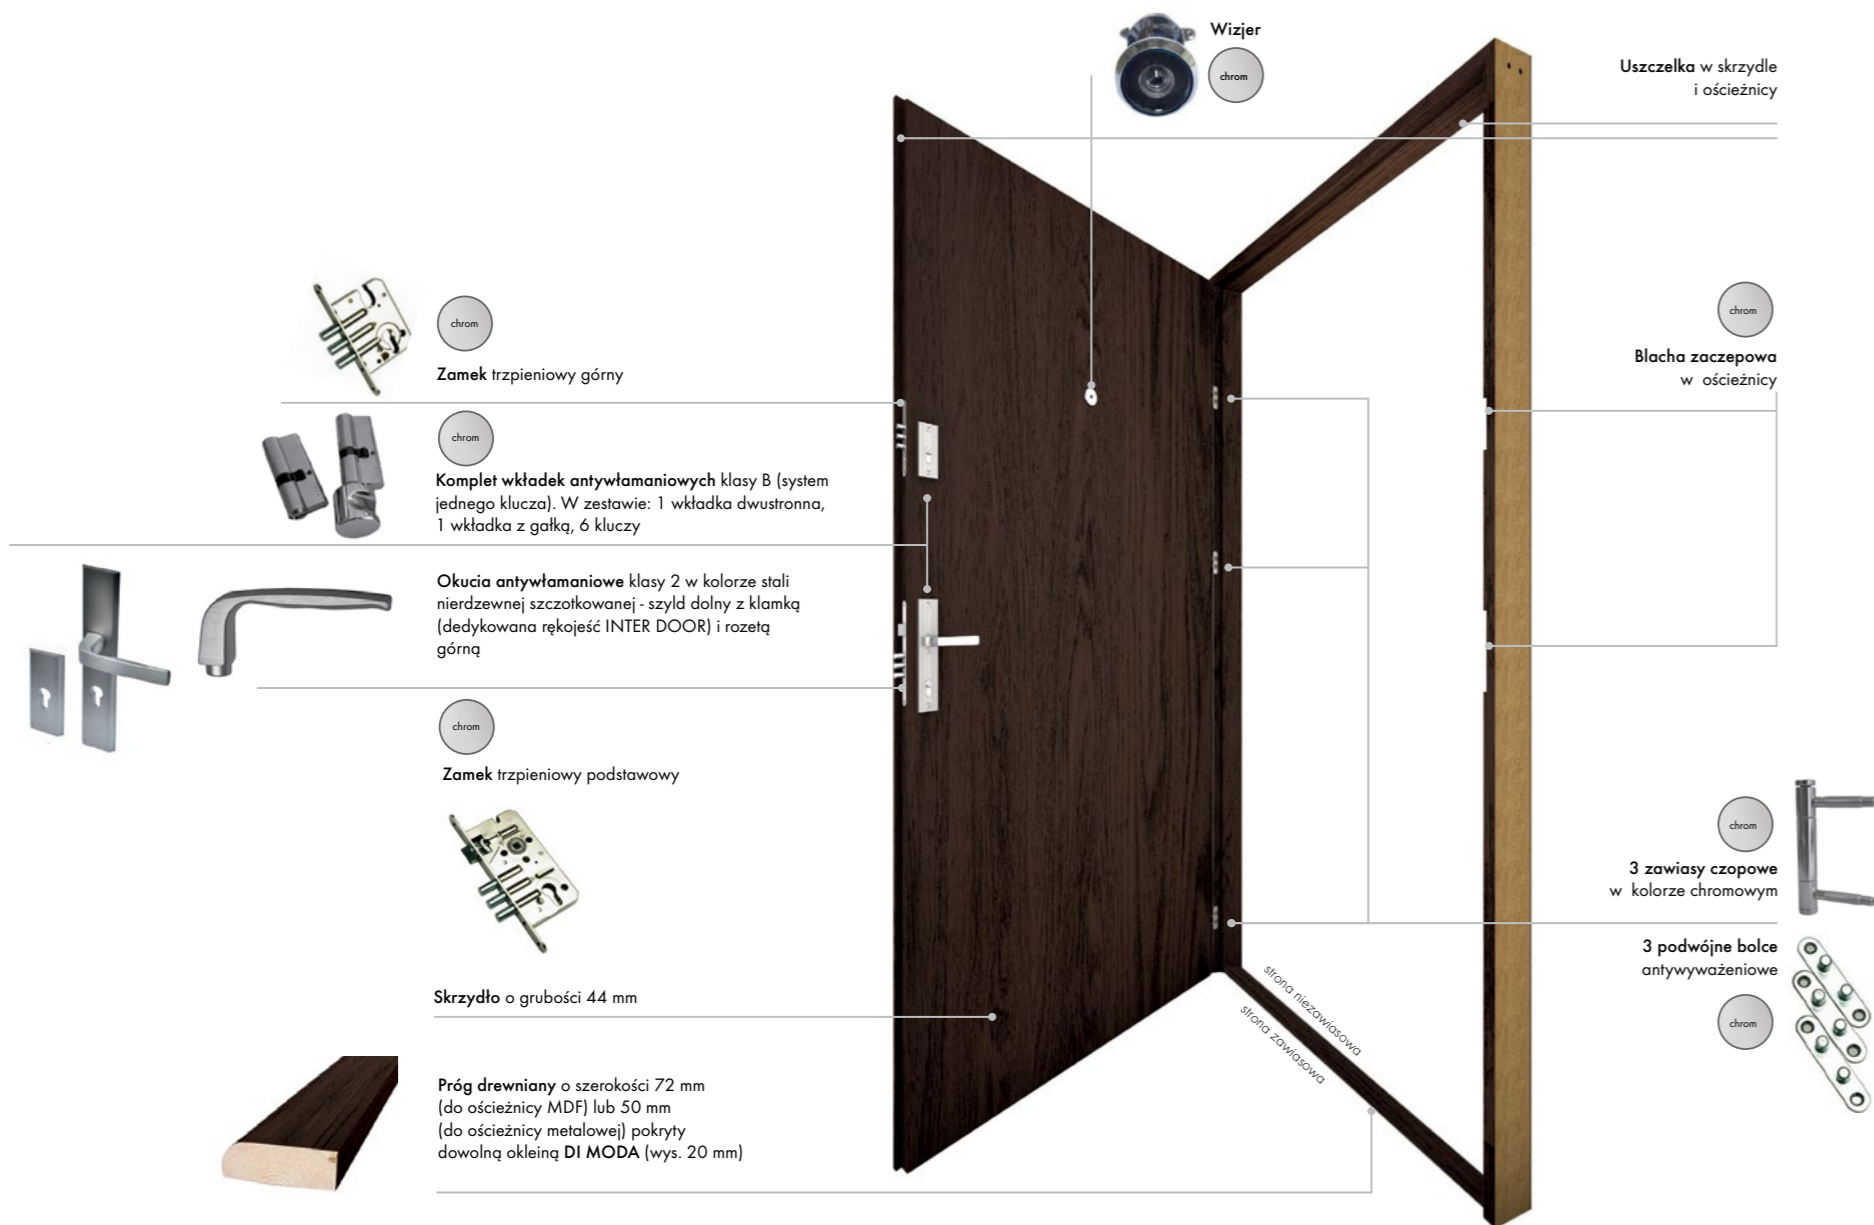 Wizjer
chrom
Uszczelka w skrzydle
i ościeżnicy
chrom
Zamek trzpieniowy górny
chrom
Komplet wkładek antywłamaniowych klasy B (system
jednego klucza). W zestawie: 1 wkładka dwustronna,
1 wkładka z gałką, 6 kluczy
Okucia antywłamaniowe klasy 2 w kolorze stali
nierdzewnej szczotkowanej - szyld dolny z klamką
(dedykowana rękojeść INTER DOOR) i rozetą
górną
chrom
Zamek trzpieniowy podstawowy
Skrzydło o grubości 44 mm
Próg drewniany o szerokości 72 mm
(do ościeżnicy MDF) lub 50 mm
(do ościeżnicy metalowej) pokryty
dowolną okleiną DI MODA (wys. 20 mm)
strona niezawiasowa
strona zawiasowa
chrom
Blacha zaczepowa
w ościeżnicy
chrom
3 zawiasy czopowe
w kolorze chromowym
3 podwójne bolce
antywyważeniowe
chrom